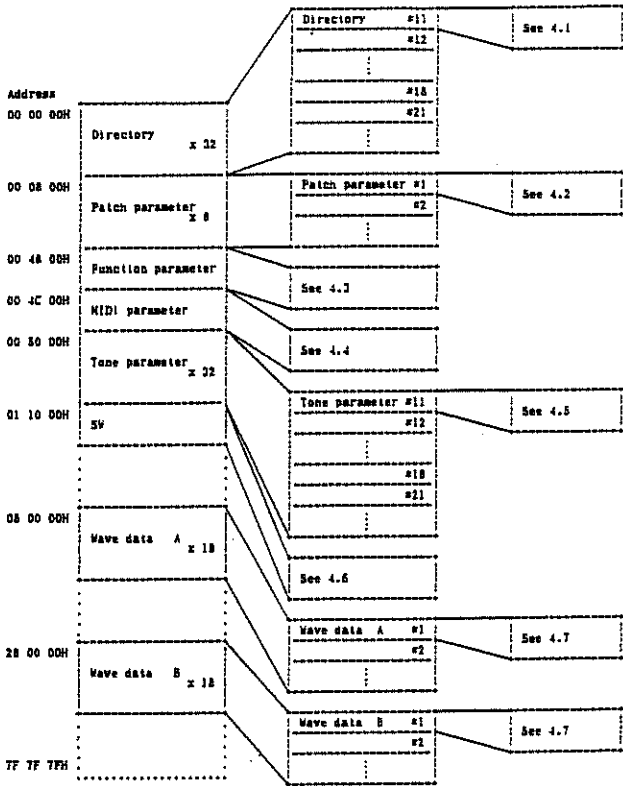 Directory #11
See 4.1
#12
Address
#18
00 00 00H
#21
Directory x 32
00 08 00H
Patch parameter #1
See 4.2
Patch parameter x 8
#2
00 48 00H
Function parameter
See 4.3
00 4C 00H
MIDI parameter
00 50 00H
See 4.4
Tone parameter x 32
Tone parameter #11
See 4.5
01 10 00H
SW
#12
#18
#21
08 00 00H
Wave data A x 18
See 4.6
Wave data A #1
See 4.7
28 00 00H
#2
Wave data B x 18
Wave data B #1
See 4.7
#2
7F 7F 7FH